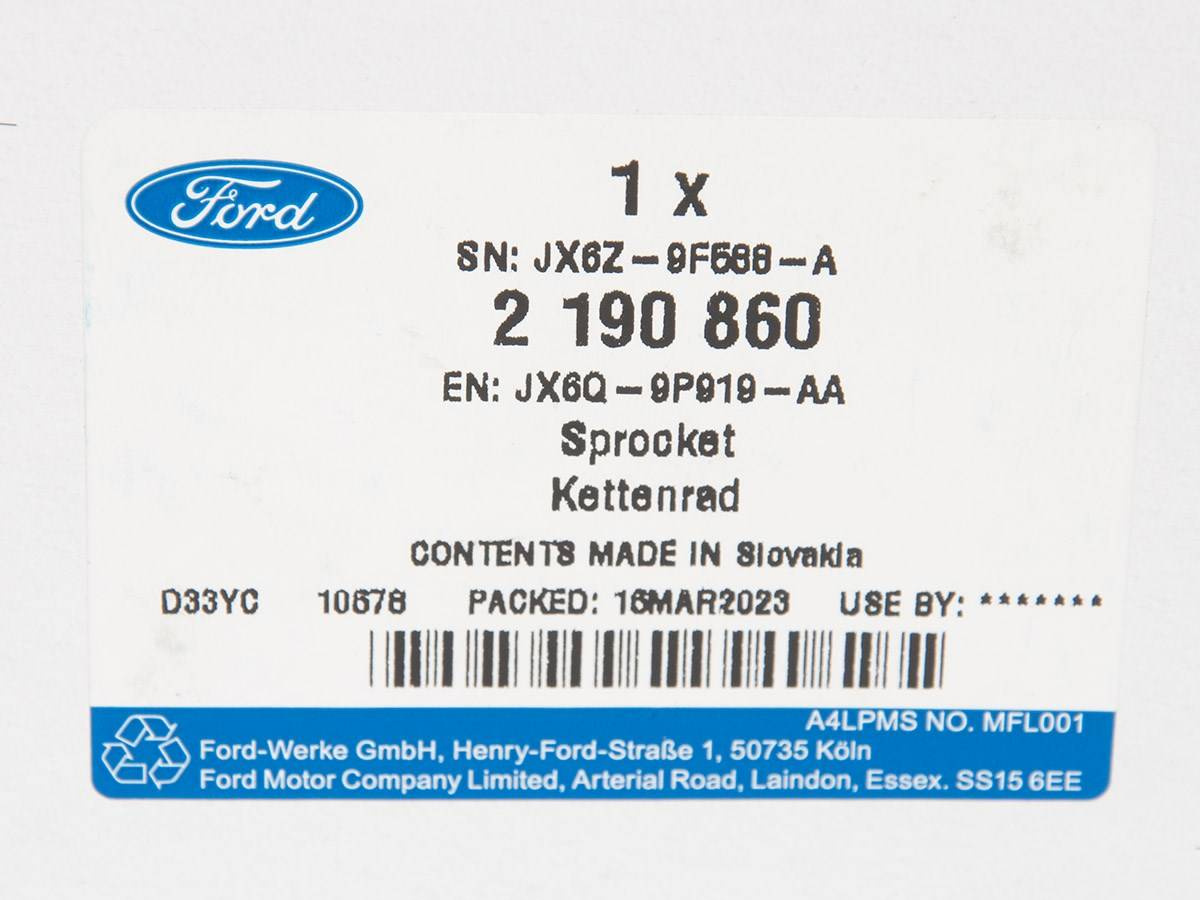 Ford
1 x
SN: JX6Z-9F588-A
2 190 860
EN: JX6Q-9P919-AA
Sprocket
Kettenrad
CONTENTS MADE IN Slovakia
D33YC 10678 PACKED: 16MAR2023 USE BY: *******
A4LPMS NO. MFL001
Ford-Werke GmbH, Henry-Ford-Straße 1, 50735 Köln
Ford Motor Company Limited, Arterial Road, Laindon, Essex. SS15 6EE